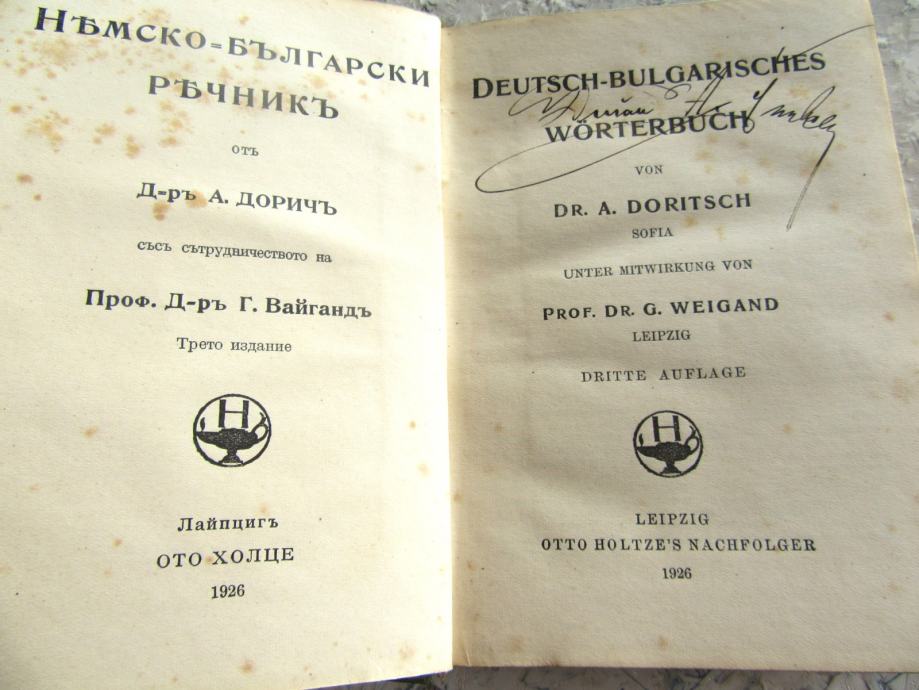 НѢМСКО=БЪЛГАРСКИ
РѢЧНИКЪ
отъ
Д-ръ А. ДОРИЧЪ
съсъ сътрудничеството на
Проф. Д-ръ Г. Вайгандъ
Трето издание
H
Лайпцигъ
ОТО ХОЛЦЕ
1926
DEUTSCH-BULGARISCHES
WÖRTERBUCH
VON
DR. A. DORITSCH
SOFIA
UNTER MITWIRKUNG VON
PROF. DR. G. WEIGAND
LEIPZIG
DRITTE AUFLAGE
H
LEIPZIG
OTTO HOLTZE'S NACHFOLGER
1926